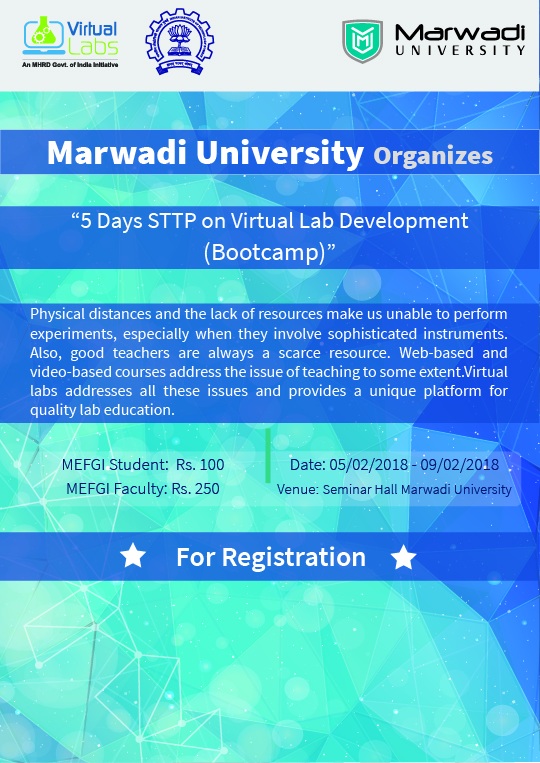 Virtual
Labs
An MHRD Govt. of India Initiative
Marwadi
UNIVERSITY
Marwadi University Organizes
“5 Days STTP on Virtual Lab Development
(Bootcamp)”
Physical distances and the lack of resources make us unable to perform
experiments, especially when they involve sophisticated instruments.
Also, good teachers are always a scarce resource. Web-based and
video-based courses address the issue of teaching to some extent.Virtual
labs addresses all these issues and provides a unique platform for
quality lab education.
MEFGI Student: Rs. 100
MEFGI Faculty: Rs. 250
Date: 05/02/2018 - 09/02/2018
Venue: Seminar Hall Marwadi University
For Registration